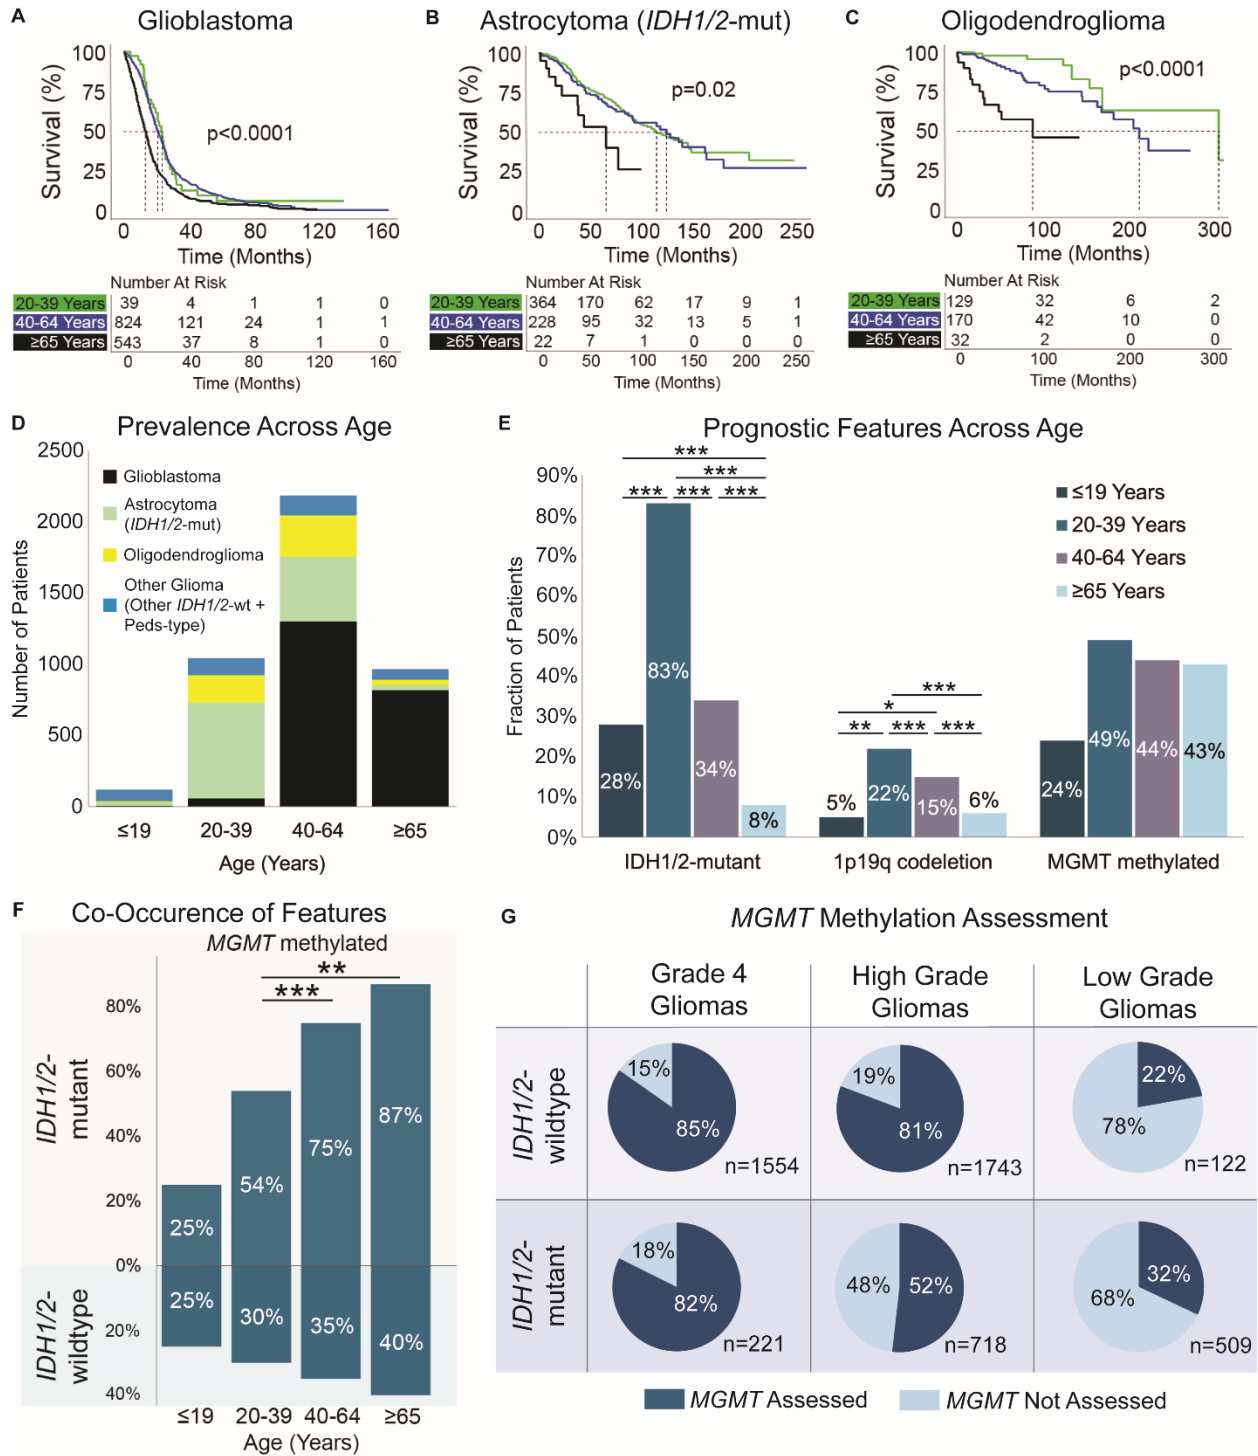 A
Glioblastoma
Survival (%)
100
75
50
25
0
p<0.0001
0 40 80 120 160
Time (Months)
Number At Risk
20-39 Years 39 4 1 1 0
40-64 Years 824 121 24 1 1
≥65 Years 543 37 8 1 0
0 40 80 120 160
Time (Months)
B
Astrocytoma (IDH1/2-mut)
Survival (%)
100
75
50
25
0
p=0.02
0 50 100 150 200 250
Time (Months)
Number At Risk
20-39 Years 364 170 62 17 9 1
40-64 Years 228 95 32 13 5 1
≥65 Years 22 7 1 0 0 0
0 50 100 150 200 250
Time (Months)
C
Oligodendroglioma
Survival (%)
100
75
50
25
0
p<0.0001
0 100 200 300
Time (Months)
Number At Risk
20-39 Years 129 32 6 2
40-64 Years 170 42 10 0
≥65 Years 32 2 0 0
0 100 200 300
Time (Months)
D
Prevalence Across Age
Number of Patients
2500
2000
1500
1000
500
0
Glioblastoma
Astrocytoma
(IDH1/2-mut)
Oligodendroglioma
Other Glioma
(Other IDH1/2-wt +
Peds-type)
≤19 20-39 40-64 ≥65
Age (Years)
E
Prognostic Features Across Age
Fraction of Patients
90%
80%
70%
60%
50%
40%
30%
20%
10%
0%
***
***
*** *** ***
***
*
** *** ***
≤19 Years
20-39 Years
40-64 Years
≥65 Years
28% 83% 34% 8%
5% 22% 15% 6%
24% 49% 44% 43%
IDH1/2-mutant 1p19q codeletion MGMT methylated
F
Co-Occurence of Features
MGMT methylated
**
***
IDH1/2-
mutant
80%
60%
40%
20%
0%
25% 54% 75% 87%
IDH1/2-
wildtype
20%
40%
25% 30% 35% 40%
≤19 20-39 40-64 ≥65
Age (Years)
G
MGMT Methylation Assessment
Grade 4
Gliomas
High Grade
Gliomas
Low Grade
Gliomas
IDH1/2-
wildtype
15%
85%
n=1554
19%
81%
n=1743
22%
78%
n=122
IDH1/2-
mutant
18%
82%
n=221
48% 52%
n=718
32%
68%
n=509
MGMT Assessed MGMT Not Assessed